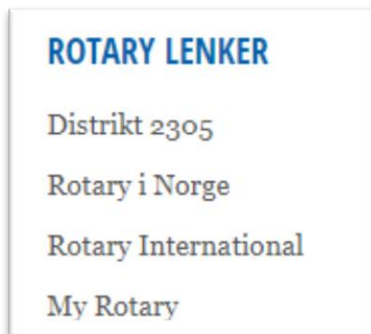 ROTARY LENKER
Distrikt 2305
Rotary i Norge
Rotary International
My Rotary